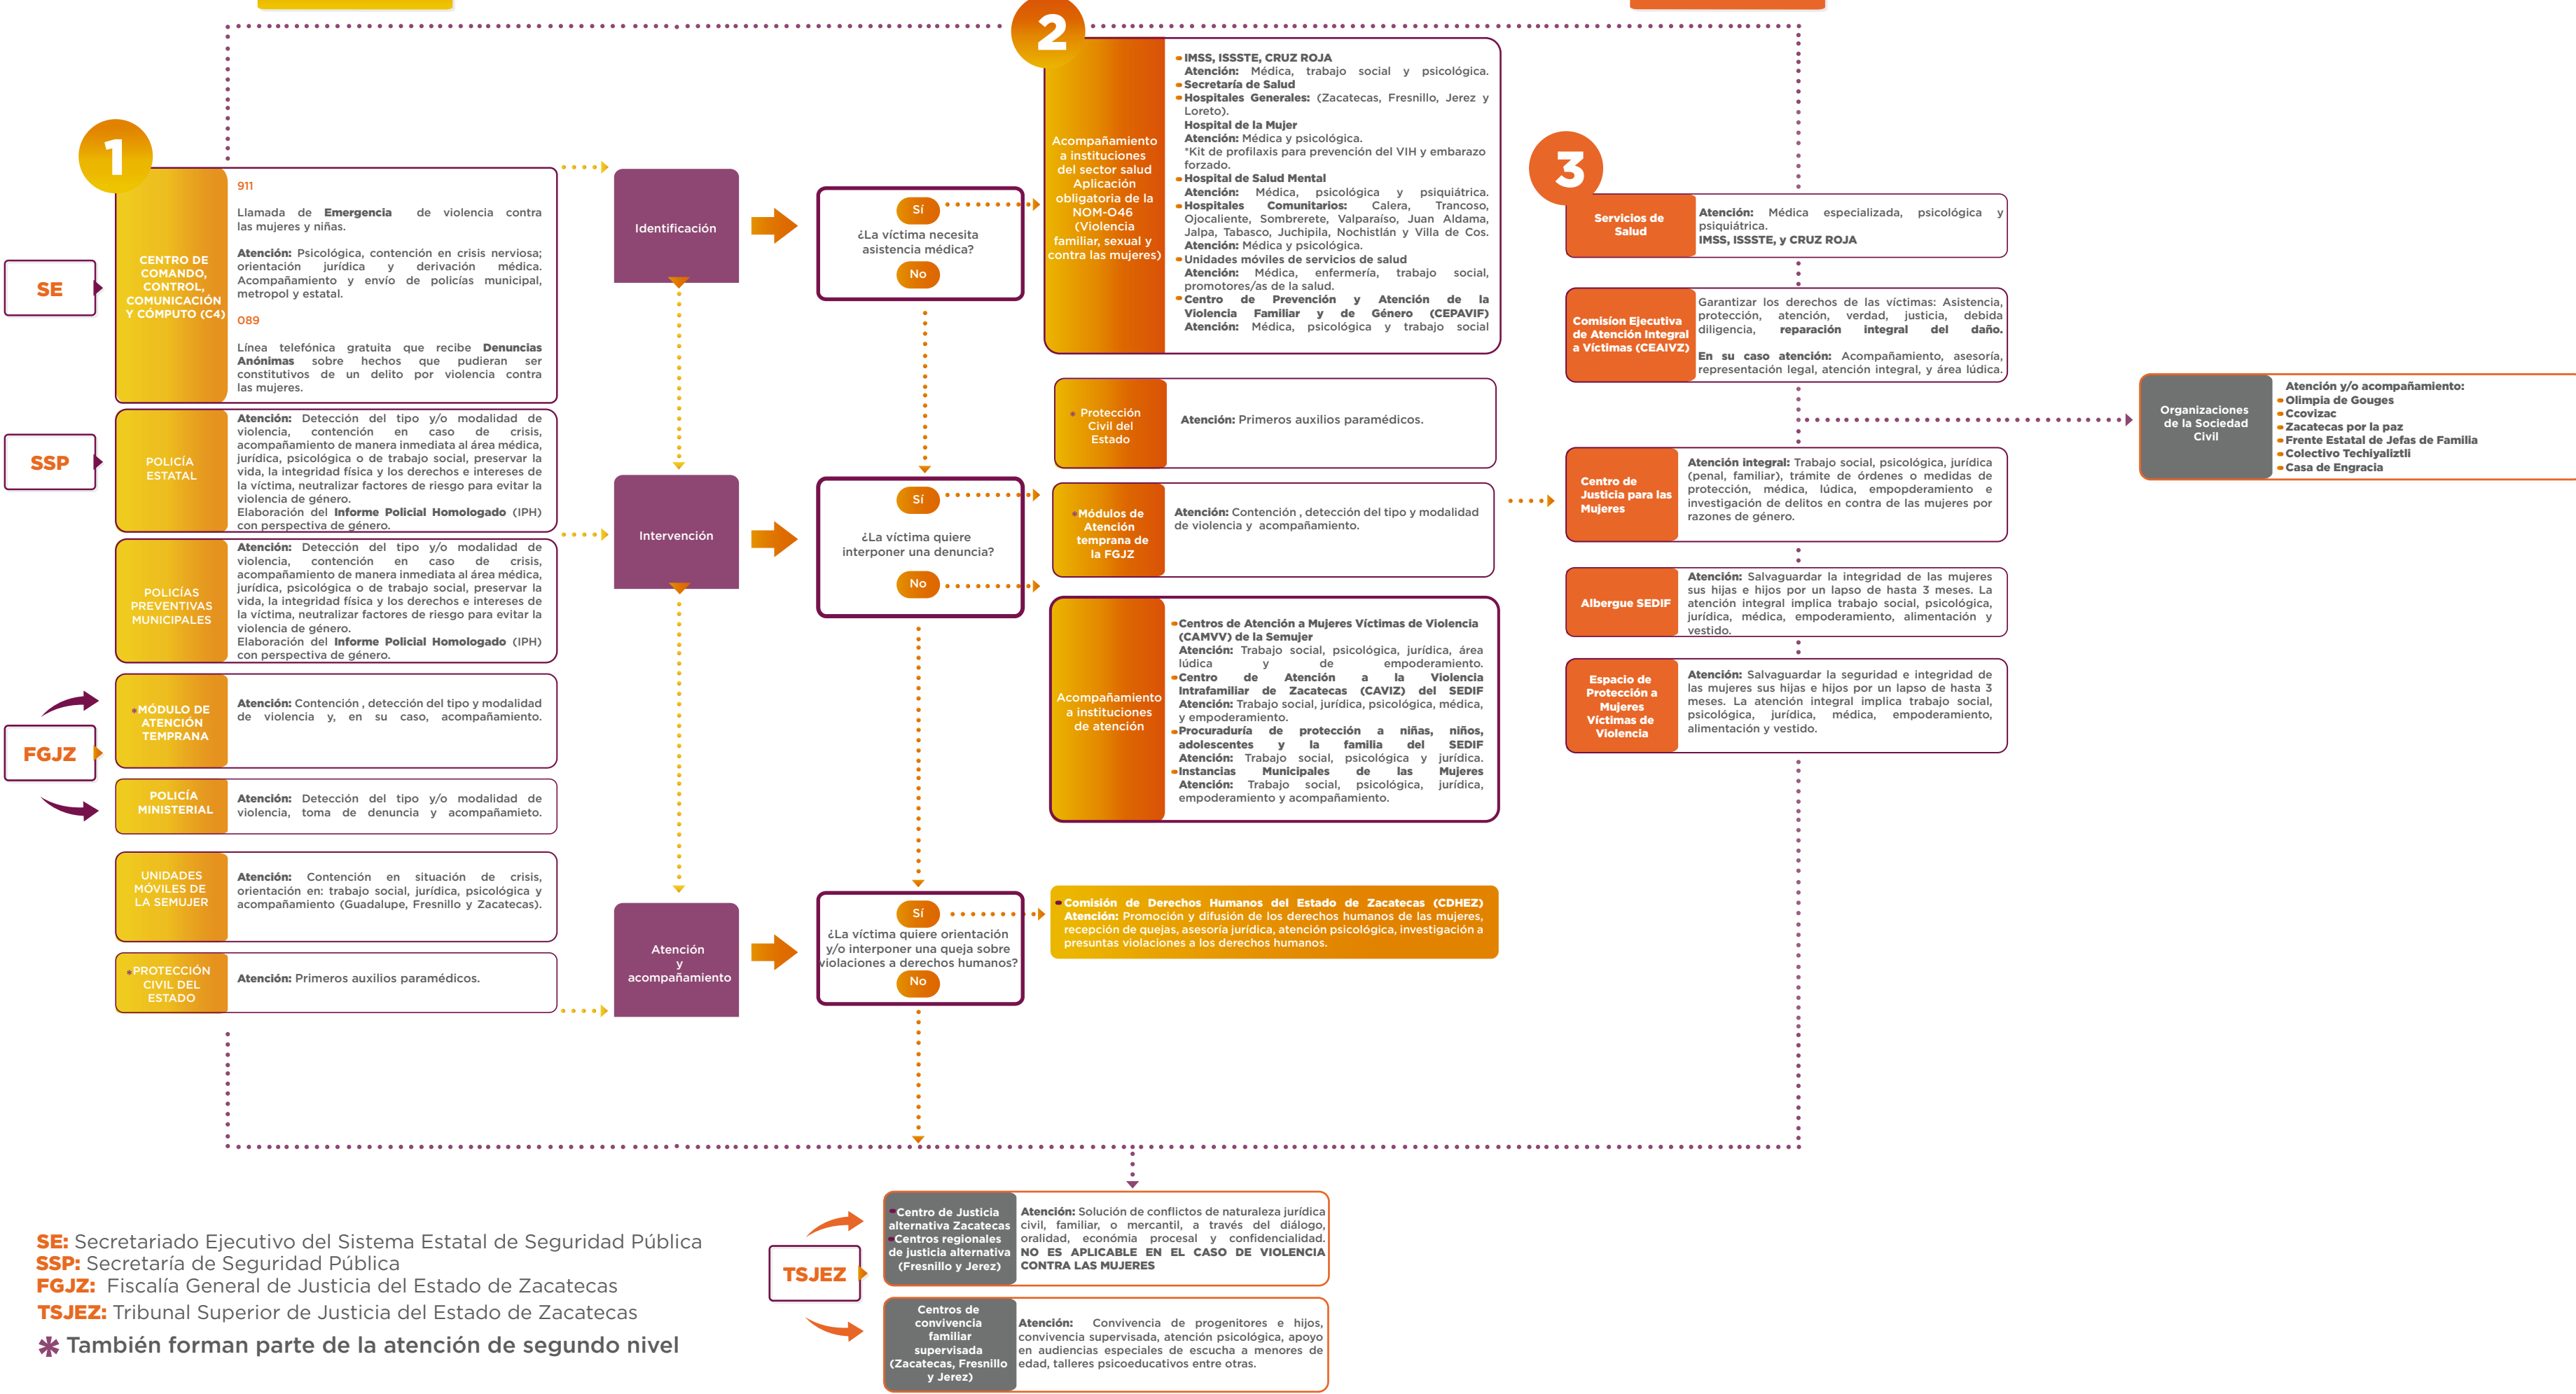 1
SE
CENTRO DE
COMANDO,
CONTROL,
COMUNICACIÓN
Y CÓMPUTO (C4)
911
Llamada de Emergencia de violencia contra
las mujeres y niñas.
Atención: Psicológica, contención en crisis nerviosa;
orientación jurídica y derivación médica.
Acompañamiento y envío de policías municipal,
metropol y estatal.
089
Línea telefónica gratuita que recibe Denuncias
Anónimas sobre hechos que pudieran ser
constitutivos de un delito por violencia contra
las mujeres.
SSP
POLICÍA
ESTATAL
Atención: Detección del tipo y/o modalidad de
violencia, contención en caso de crisis,
acompañamiento de manera inmediata al área médica,
jurídica, psicológica o de trabajo social, preservar la
vida, la integridad física y los derechos e intereses de
la víctima, neutralizar factores de riesgo para evitar la
violencia de género.
Elaboración del Informe Policial Homologado (IPH)
con perspectiva de género.
POLICÍAS
PREVENTIVAS
MUNICIPALES
Atención: Detección del tipo y/o modalidad de
violencia, contención en caso de crisis,
acompañamiento de manera inmediata al área médica,
jurídica, psicológica o de trabajo social, preservar la
vida, la integridad física y los derechos e intereses de
la víctima, neutralizar factores de riesgo para evitar la
violencia de género.
Elaboración del Informe Policial Homologado (IPH)
con perspectiva de género.
FGJZ
*MÓDULO DE
ATENCIÓN
TEMPRANA
Atención: Contención , detección del tipo y modalidad
de violencia y, en su caso, acompañamiento.
POLICÍA
MINISTERIAL
Atención: Detección del tipo y/o modalidad de
violencia, toma de denuncia y acompañamieto.
UNIDADES
MÓVILES DE
LA SEMUJER
Atención: Contención en situación de crisis,
orientación en: trabajo social, jurídica, psicológica y
acompañamiento (Guadalupe, Fresnillo y Zacatecas).
*PROTECCIÓN
CIVIL DEL
ESTADO
Atención: Primeros auxilios paramédicos.
Identificación
Intervención
Atención
y
acompañamiento
Sí
¿La víctima necesita
asistencia médica?
No
Sí
¿La víctima quiere
interponer una denuncia?
No
Sí
¿La víctima quiere orientación
y/o interponer una queja sobre
violaciones a derechos humanos?
No
2
Acompañamiento
a instituciones
del sector salud
Aplicación
obligatoria de la
NOM-O46
(Violencia
familiar, sexual y
contra las mujeres)
IMSS, ISSSTE, CRUZ ROJA
Atención: Médica, trabajo social y psicológica.
Secretaría de Salud
Hospitales Generales: (Zacatecas, Fresnillo, Jerez y
Loreto).
Hospital de la Mujer
Atención: Médica y psicológica.
*Kit de profilaxis para prevención del VIH y embarazo
forzado.
Hospital de Salud Mental
Atención: Médica, psicológica y psiquiátrica.
Hospitales Comunitarios: Calera, Trancoso,
Ojocaliente, Sombrerete, Valparaíso, Juan Aldama,
Jalpa, Tabasco, Juchipila, Nochistlán y Villa de Cos.
Atención: Médica y psicológica.
Unidades móviles de servicios de salud
Atención: Médica, enfermería, trabajo social,
promotores/as de la salud.
Centro de Prevención y Atención de la
Violencia Familiar y de Género (CEPAVIF)
Atención: Médica, psicológica y trabajo social
* Protección
Civil del
Estado
Atención: Primeros auxilios paramédicos.
*Módulos de
Atención
temprana de
la FGJZ
Atención: Contención , detección del tipo y modalidad
de violencia y acompañamiento.
Acompañamiento
a instituciones
de atención
Centros de Atención a Mujeres Víctimas de Violencia
(CAMVV) de la Semujer
Atención: Trabajo social, psicológica, jurídica, área
lúdica y de empoderamiento.
Centro de Atención a la Violencia
Intrafamiliar de Zacatecas (CAVIZ) del SEDIF
Atención: Trabajo social, jurídica, psicológica, médica,
y empoderamiento.
Procuraduría de protección a niñas, niños,
adolescentes y la familia del SEDIF
Atención: Trabajo social, psicológica y jurídica.
Instancias Municipales de las Mujeres
Atención: Trabajo social, psicológica, jurídica,
empoderamiento y acompañamiento.
Comisión de Derechos Humanos del Estado de Zacatecas (CDHEZ)
Atención: Promoción y difusión de los derechos humanos de las mujeres,
recepción de quejas, asesoría jurídica, atención psicológica, investigación a
presuntas violaciones a los derechos humanos.
3
Servicios de
Salud
Atención: Médica especializada, psicológica y
psiquiátrica.
IMSS, ISSSTE, y CRUZ ROJA
Comisíon Ejecutiva
de Atención Integral
a Víctimas (CEAIVZ)
Garantizar los derechos de las víctimas: Asistencia,
protección, atención, verdad, justicia, debida
diligencia, reparación integral del daño.
En su caso atención: Acompañamiento, asesoría,
representación legal, atención integral, y área lúdica.
Centro de
Justicia para las
Mujeres
Atención integral: Trabajo social, psicológica, jurídica
(penal, familiar), trámite de órdenes o medidas de
protección, médica, lúdica, empopderamiento e
investigación de delitos en contra de las mujeres por
razones de género.
Albergue SEDIF
Atención: Salvaguardar la integridad de las mujeres
sus hijas e hijos por un lapso de hasta 3 meses. La
atención integral implica trabajo social, psicológica,
jurídica, médica, empoderamiento, alimentación y
vestido.
Espacio de
Protección a
Mujeres
Víctimas de
Violencia
Atención: Salvaguardar la seguridad e integridad de
las mujeres sus hijas e hijos por un lapso de hasta 3
meses. La atención integral implica trabajo social,
psicológica, jurídica, médica, empoderamiento,
alimentación y vestido.
Organizaciones
de la Sociedad
Civil
Atención y/o acompañamiento:
Olimpia de Gouges
Ccovizac
Zacatecas por la paz
Frente Estatal de Jefas de Familia
Colectivo Techiyaliztli
Casa de Engracia
TSJEZ
Centro de Justicia
alternativa Zacatecas
Centros regionales
de justicia alternativa
(Fresnillo y Jerez)
Atención: Solución de conflictos de naturaleza jurídica
civil, familiar, o mercantil, a través del diálogo,
oralidad, económia procesal y confidencialidad.
NO ES APLICABLE EN EL CASO DE VIOLENCIA
CONTRA LAS MUJERES
Centros de
convivencia
familiar
supervisada
(Zacatecas, Fresnillo
y Jerez)
Atención: Convivencia de progenitores e hijos,
convivencia supervisada, atención psicológica, apoyo
en audiencias especiales de escucha a menores de
edad, talleres psicoeducativos entre otras.
SE: Secretariado Ejecutivo del Sistema Estatal de Seguridad Pública
SSP: Secretaría de Seguridad Pública
FGJZ: Fiscalía General de Justicia del Estado de Zacatecas
TSJEZ: Tribunal Superior de Justicia del Estado de Zacatecas
* También forman parte de la atención de segundo nivel